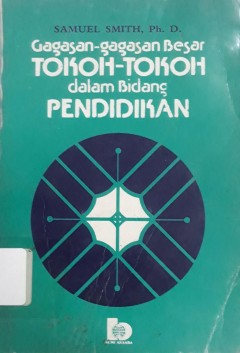 SAMUEL SMITH, Ph. D.
Gagasan-gagasan Besar
TOKOH-TOKOH
dalam Bidang
PENDIDIKAN